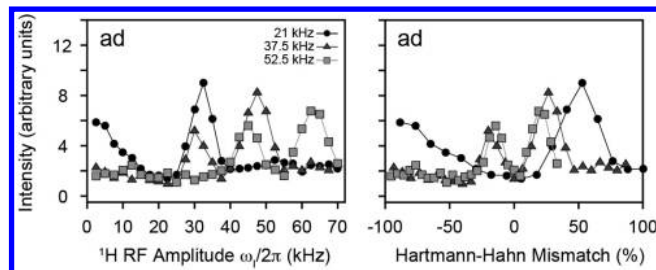 ad
21 kHz
37.5 kHz
52.5 kHz
Intensity (arbitrary units)
12
8
4
0
0 10 20 30 40 50 60 70
¹H RF Amplitude ωI/2π (kHz)
ad
-100 -50 0 50 100
Hartmann-Hahn Mismatch (%)